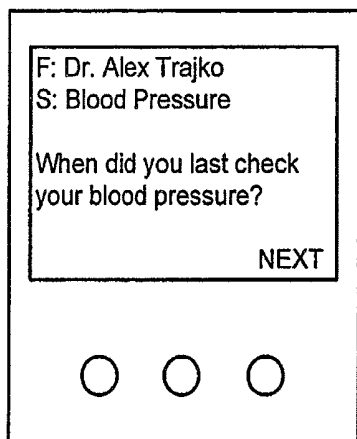 F: Dr. Alex Trajko
S: Blood Pressure
When did you last check
your blood pressure?
NEXT